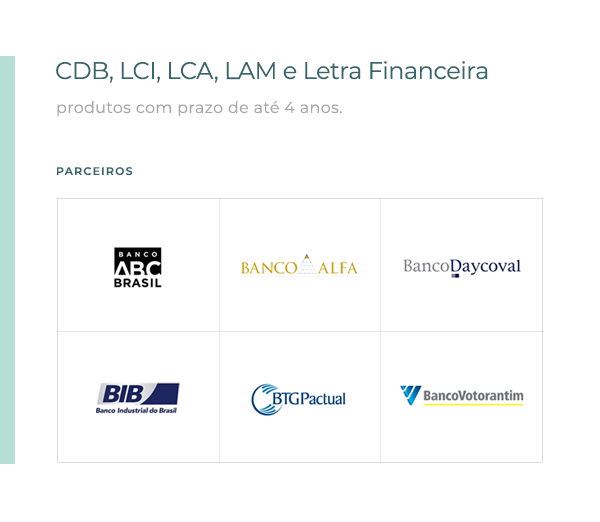 CDB, LCI, LCA, LAM e Letra Financeira
produtos com prazo de até 4 anos.
PARCEIROS
BANCO
ABC
BRASIL
BANCO ALFA
BancoDaycoval
BIB
Banco Industrial do Brasil
BTGPactual
BancoVotorantim